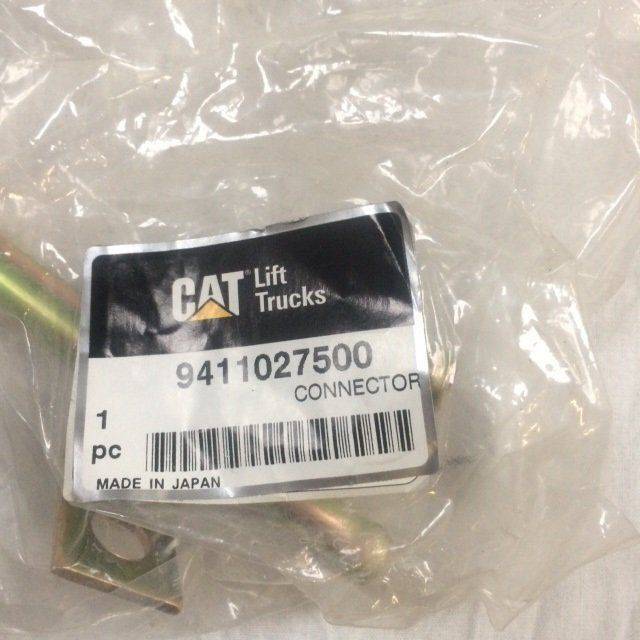 CAT® Lift
Trucks
9411027500
CONNECTOR
1
pc
MADE IN JAPAN